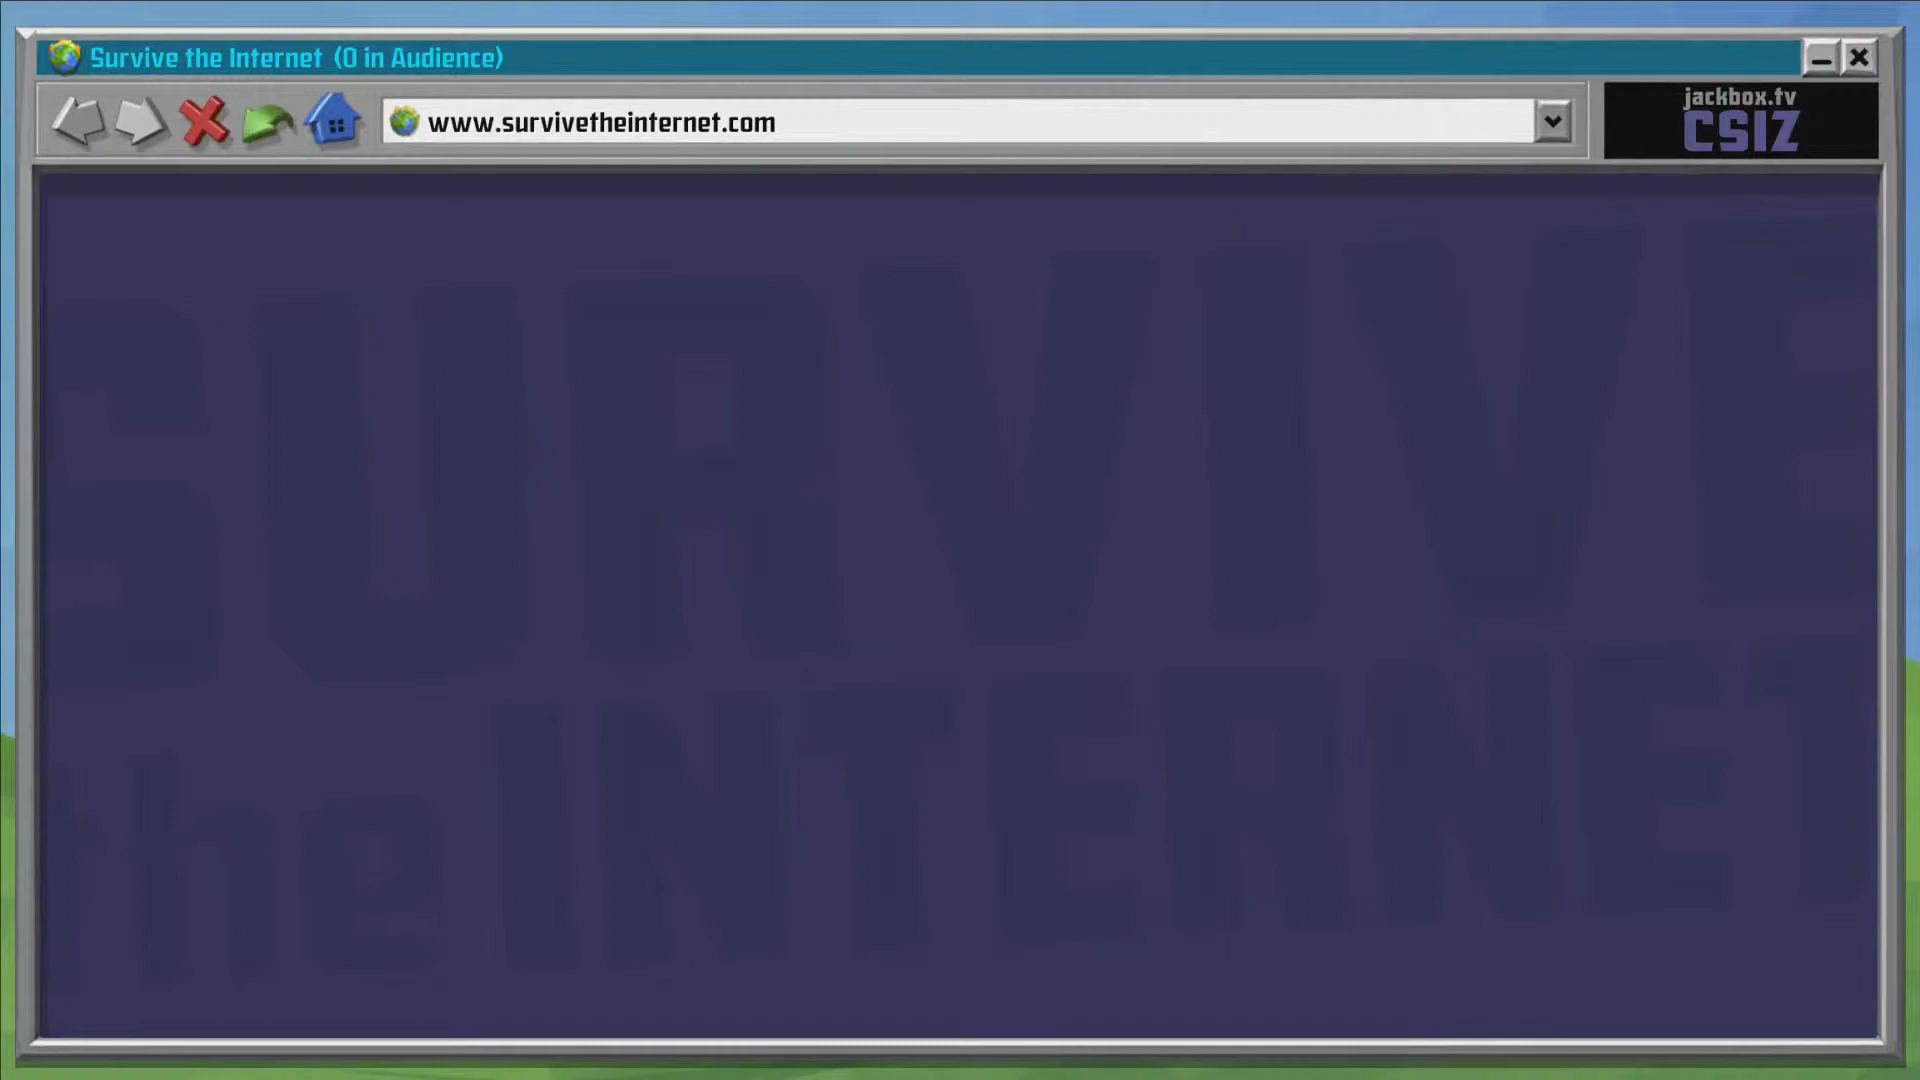 Survive the Internet (0 in Audience)
www.survivetheinternet.com
jackbox.tv
CSIZ
SURVIVE
the INTERNET